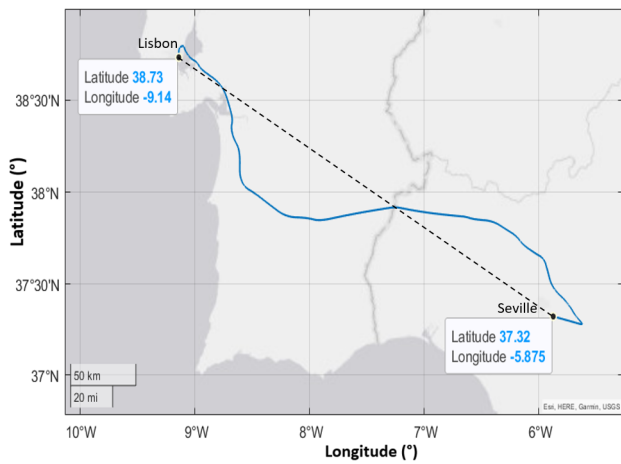 Lisbon
Latitude 38.73
Longitude -9.14
38°30'N
38°N
37°30'N
37°N
Latitude (°)
Seville
Latitude 37.32
Longitude -5.875
50 km
20 mi
Esri, HERE, Garmin, USGS
10°W
9°W
8°W
7°W
6°W
Longitude (°)